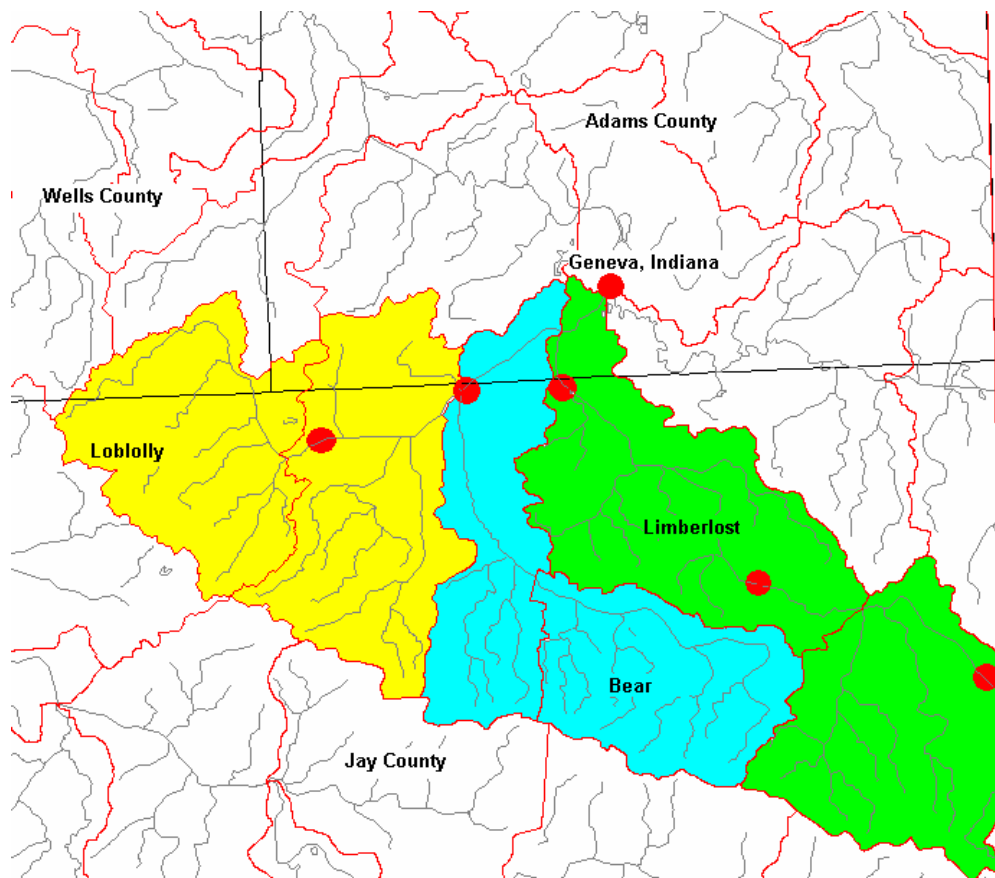 Adams County
Wells County
Geneva, Indiana
Loblolly
Limberlost
Bear
Jay County